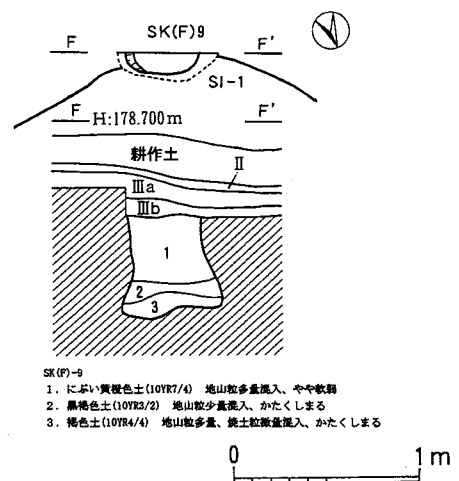 SK(F)9
F F'
SI-1
F F'
H:178.700m
耕作土
II
IIIa
IIIb
1
2
3
SK(F)-9
1. にぶい黄橙色土(10YR7/4) 地山粒多量混入、やや軟弱
2. 黒褐色土(10YR3/2) 地山粒少量混入、かたくしまる
3. 褐色土(10YR4/4) 地山粒多量、焼土粒微量混入、かたくしまる
0 1m